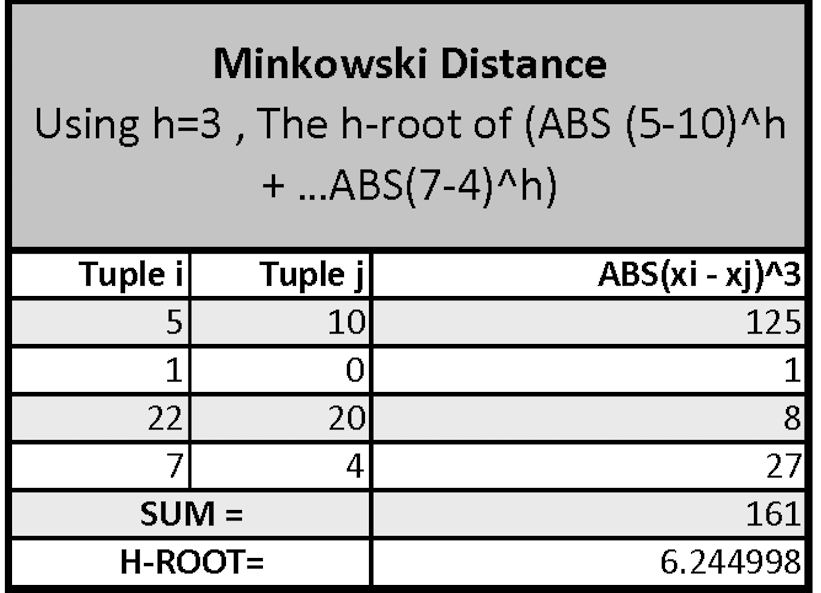 Minkowski Distance
Using h=3 , The h-root of (ABS (5-10)^h
+ ...ABS(7-4)^h)
Tuple i Tuple j ABS(xi - xj)^3
5 10 125
1 0 1
22 20 8
7 4 27
SUM = 161
H-ROOT= 6.244998